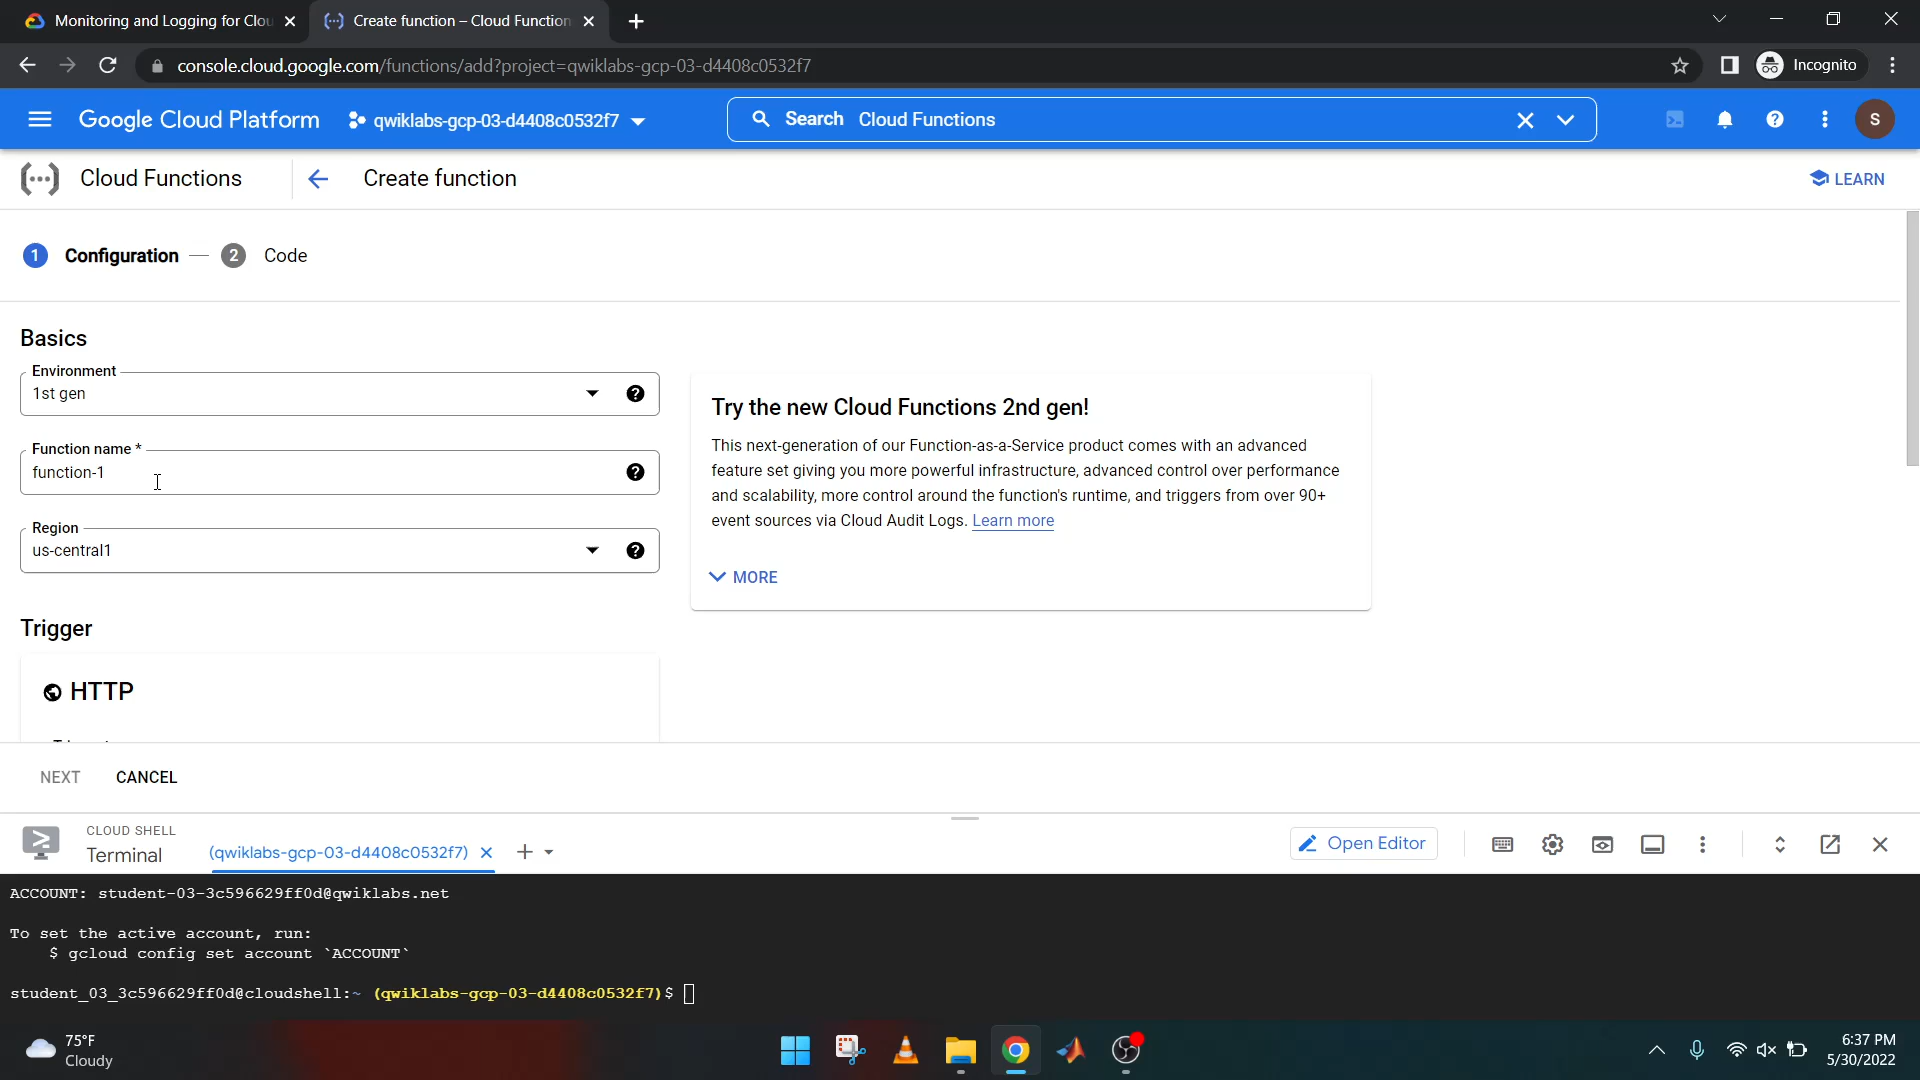 Monitoring and Logging for Clou
Create function – Cloud Function
console.cloud.google.com/functions/add?project=qwiklabs-gcp-03-d4408c0532f7
Incognito
Google Cloud Platform
qwiklabs-gcp-03-d4408c0532f7
Search Cloud Functions
S
Cloud Functions
Create function
LEARN
1 Configuration — 2 Code
Basics
Environment
1st gen
Function name *
function-1
Region
us-central1
Try the new Cloud Functions 2nd gen!
This next-generation of our Function-as-a-Service product comes with an advanced
feature set giving you more powerful infrastructure, advanced control over performance
and scalability, more control around the function's runtime, and triggers from over 90+
event sources via Cloud Audit Logs. Learn more
MORE
Trigger
HTTP
NEXT CANCEL
CLOUD SHELL
Terminal
(qwiklabs-gcp-03-d4408c0532f7)
Open Editor
ACCOUNT: student-03-3c596629ff0d@qwiklabs.net
To set the active account, run:
$ gcloud config set account `ACCOUNT`
student_03_3c596629ff0d@cloudshell:~ (qwiklabs-gcp-03-d4408c0532f7)$
75°F
Cloudy
6:37 PM
5/30/2022